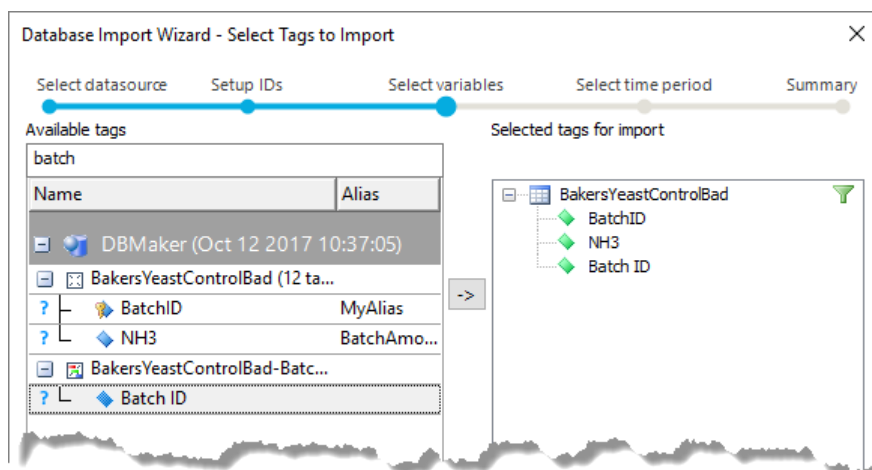 Database Import Wizard - Select Tags to Import
Select datasource Setup IDs Select variables Select time period Summary
Available tags
batch
Name Alias
DBMaker (Oct 12 2017 10:37:05)
BakersYeastControlBad (12 ta...
? BatchID MyAlias
? NH3 BatchAmo...
BakersYeastControlBad-Batc...
? Batch ID
->
Selected tags for import
BakersYeastControlBad
BatchID
NH3
Batch ID